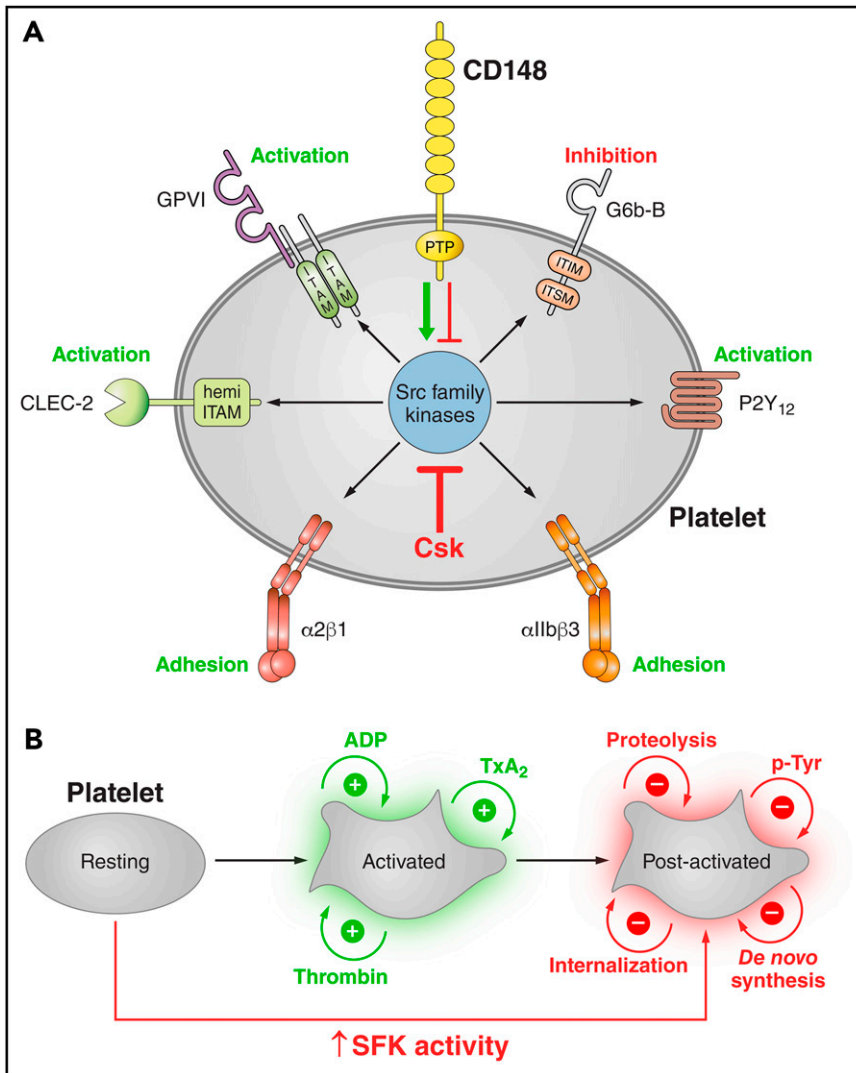 A
CD148
Activation
Inhibition
GPVI
G6b-B
PTP
ITAM
ITAM
ITIM
ITSM
Activation
Activation
CLEC-2
hemi
ITAM
Src family
kinases
P2Y12
Platelet
Csk
α2β1
αIIbβ3
Adhesion
Adhesion
B
ADP
TxA2
Proteolysis
p-Tyr
Platelet
+
+
−
−
Resting
Activated
Post-activated
+
−
−
Thrombin
Internalization
De novo
synthesis
↑SFK activity